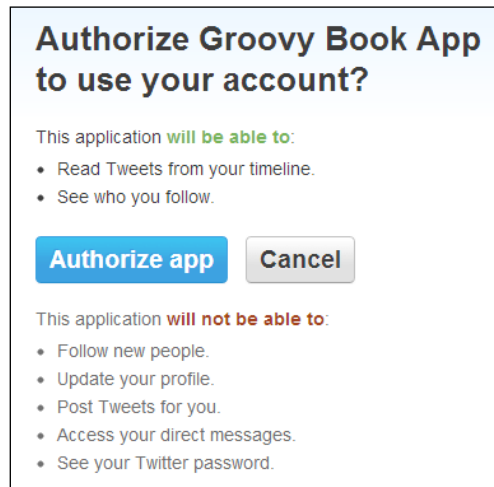 Authorize Groovy Book App
to use your account?
This application will be able to:
• Read Tweets from your timeline.
• See who you follow.
Authorize app
Cancel
This application will not be able to:
• Follow new people.
• Update your profile.
• Post Tweets for you.
• Access your direct messages.
• See your Twitter password.